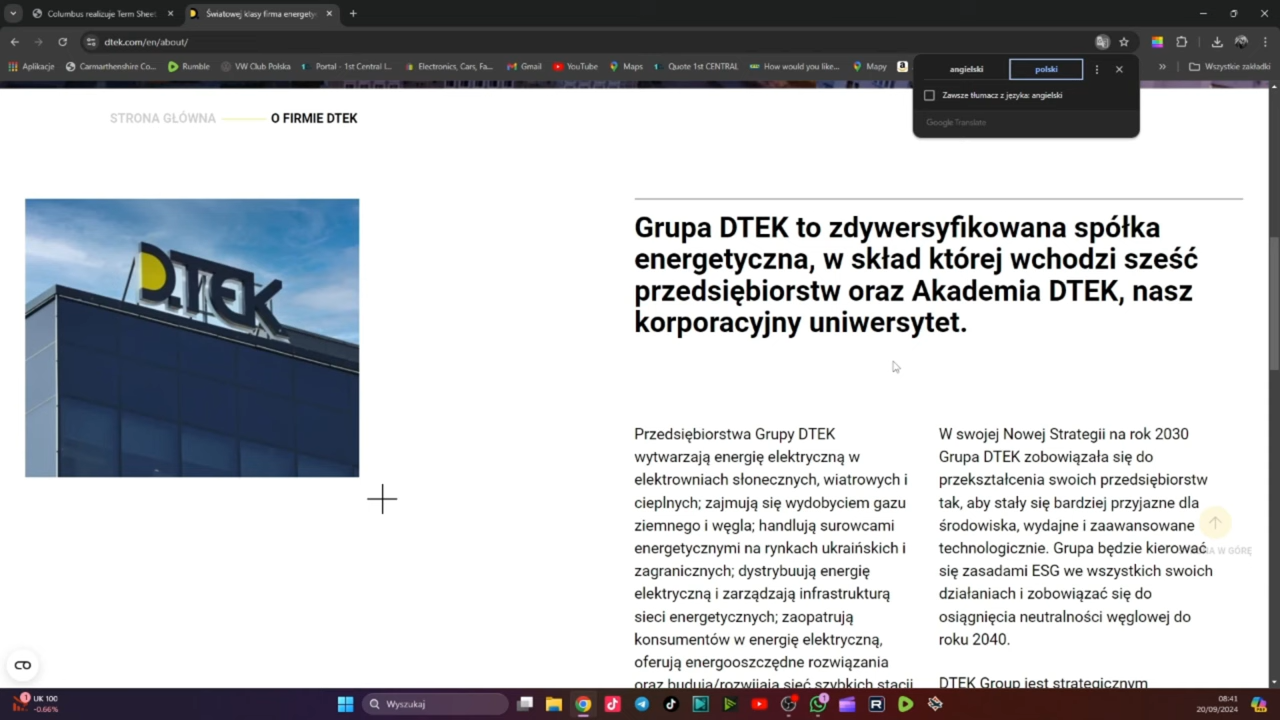 Columbus realizuje Term Sheet
Światowej klasy firma energety
dtek.com/en/about/
Aplikacje
Carmarthenshire Co...
Rumble
VW Club Polska
Portal - 1st Central I...
Electronics, Cars, Fa...
Gmail
YouTube
Maps
Quote 1st CENTRAL
How would you like...
Mapy
Wszystkie zakładki
angielski
polski
Zawsze tłumacz z języka: angielski
Google Translate
STRONA GŁÓWNA
O FIRMIE DTEK
DTEK
Grupa DTEK to zdywersyfikowana spółka
energetyczna, w skład której wchodzi sześć
przedsiębiorstw oraz Akademia DTEK, nasz
korporacyjny uniwersytet.
Przedsiębiorstwa Grupy DTEK
wytwarzają energię elektryczną w
elektrowniach słonecznych, wiatrowych i
cieplnych; zajmują się wydobyciem gazu
ziemnego i węgla; handlują surowcami
energetycznymi na rynkach ukraińskich i
zagranicznych; dystrybuują energię
elektryczną i zarządzają infrastrukturą
sieci energetycznych; zaopatrują
konsumentów w energię elektryczną,
oferują energooszczędne rozwiązania
oraz budują/rozwijają sieć szybkich stacji
W swojej Nowej Strategii na rok 2030
Grupa DTEK zobowiązała się do
przekształcenia swoich przedsiębiorstw
tak, aby stały się bardziej przyjazne dla
środowiska, wydajne i zaawansowane
technologicznie. Grupa będzie kierować
się zasadami ESG we wszystkich swoich
działaniach i zobowiązać się do
osiągnięcia neutralności węglowej do
roku 2040.
DTEK Group jest strategicznym
W GÓRĘ
UK 100
-0.66%
Wyszukaj
08:41
20/09/2024